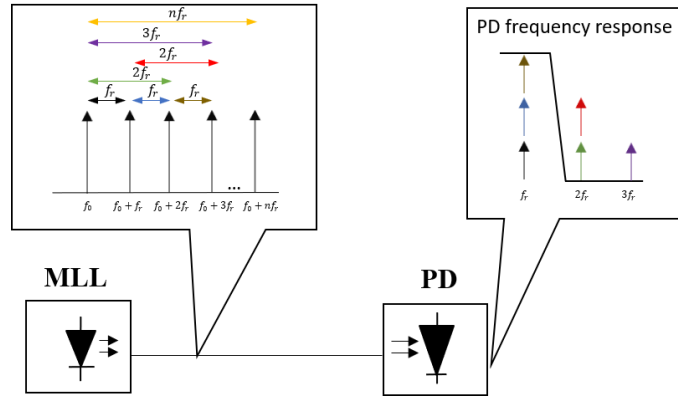 nf_r
3f_r
2f_r
2f_r
f_r f_r f_r
...
f_0 f_0 + f_r f_0 + 2f_r f_0 + 3f_r f_0 + nf_r
PD frequency response
f_r 2f_r 3f_r
MLL
PD